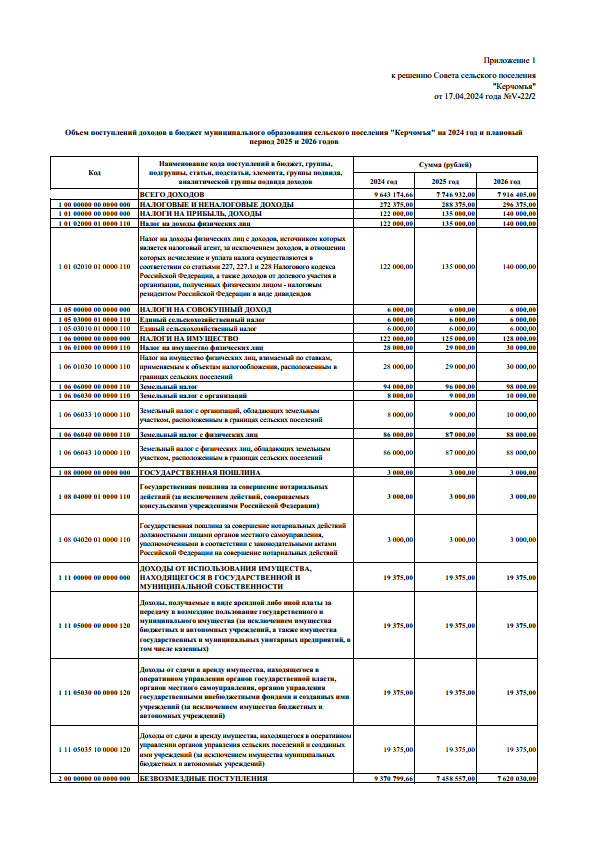 Приложение 1
к решению Совета сельского поселения
"Керчомъя"
от 17.04.2024 года №V-22/2
Объем поступлений доходов в бюджет муниципального образования сельского поселения "Керчомъя" на 2024 год и плановый
период 2025 и 2026 годов
Код
Наименование кода поступлений в бюджет, группы,
подгруппы, статьи, подстатьи, элемента, группы подвида,
аналитической группы подвида доходов
Сумма (рублей)
2024 год 2025 год 2026 год
ВСЕГО ДОХОДОВ 9 643 174,66 7 746 932,00 7 916 405,00
1 00 00000 00 0000 000 НАЛОГОВЫЕ И НЕНАЛОГОВЫЕ ДОХОДЫ 272 375,00 288 375,00 296 375,00
1 01 00000 00 0000 000 НАЛОГИ НА ПРИБЫЛЬ, ДОХОДЫ 122 000,00 135 000,00 140 000,00
1 01 02000 01 0000 110 Налог на доходы физических лиц 122 000,00 135 000,00 140 000,00
Налог на доходы физических лиц с доходов, источником которых
является налоговый агент, за исключением доходов, в отношении
которых исчисление и уплата налога осуществляются в
соответствии со статьями 227, 227.1 и 228 Налогового кодекса
Российской Федерации, а также доходов от долевого участия в
организации, полученных физическим лицом - налоговым
резидентом Российской Федерации в виде дивидендов
1 01 02010 01 0000 110 122 000,00 135 000,00 140 000,00
1 05 00000 00 0000 000 НАЛОГИ НА СОВОКУПНЫЙ ДОХОД 6 000,00 6 000,00 6 000,00
1 05 03000 01 0000 110 Единый сельскохозяйственный налог 6 000,00 6 000,00 6 000,00
1 05 03010 01 0000 110 Единый сельскохозяйственный налог 6 000,00 6 000,00 6 000,00
1 06 00000 00 0000 000 НАЛОГИ НА ИМУЩЕСТВО 122 000,00 125 000,00 128 000,00
1 06 01000 00 0000 110 Налог на имущество физических лиц 28 000,00 29 000,00 30 000,00
Налог на имущество физических лиц, взимаемый по ставкам,
1 06 01030 10 0000 110 применяемым к объектам налогообложения, расположенным в 28 000,00 29 000,00 30 000,00
границах сельских поселений
1 06 06000 00 0000 110 Земельный налог 94 000,00 96 000,00 98 000,00
1 06 06030 00 0000 110 Земельный налог с организаций 8 000,00 9 000,00 10 000,00
1 06 06033 10 0000 110 Земельный налог с организаций, обладающих земельным
участком, расположенным в границах сельских поселений 8 000,00 9 000,00 10 000,00
1 06 06040 00 0000 110 Земельный налог с физических лиц 86 000,00 87 000,00 88 000,00
1 06 06043 10 0000 110 Земельный налог с физических лиц, обладающих земельным
участком, расположенным в границах сельских поселений 86 000,00 87 000,00 88 000,00
1 08 00000 00 0000 000 ГОСУДАРСТВЕННАЯ ПОШЛИНА 3 000,00 3 000,00 3 000,00
Государственная пошлина за совершение нотариальных
1 08 04000 01 0000 110 действий (за исключением действий, совершаемых 3 000,00 3 000,00 3 000,00
консульскими учреждениями Российской Федерации)
Государственная пошлина за совершение нотариальных действий
должностными лицами органов местного самоуправления,
уполномоченными в соответствии с законодательными актами
Российской Федерации на совершение нотариальных действий
1 08 04020 01 0000 110 3 000,00 3 000,00 3 000,00
ДОХОДЫ ОТ ИСПОЛЬЗОВАНИЯ ИМУЩЕСТВА,
1 11 00000 00 0000 000 НАХОДЯЩЕГОСЯ В ГОСУДАРСТВЕННОЙ И 19 375,00 19 375,00 19 375,00
МУНИЦИПАЛЬНОЙ СОБСТВЕННОСТИ
Доходы, получаемые в виде арендной либо иной платы за
передачу в возмездное пользование государственного и
муниципального имущества (за исключением имущества
бюджетных и автономных учреждений, а также имущества
государственных и муниципальных унитарных предприятий, в
том числе казенных)
1 11 05000 00 0000 120 19 375,00 19 375,00 19 375,00
Доходы от сдачи в аренду имущества, находящегося в
оперативном управлении органов государственной власти,
органов местного самоуправления, органов управления
государственными внебюджетными фондами и созданных ими
учреждений (за исключением имущества бюджетных и
автономных учреждений)
1 11 05030 00 0000 120 19 375,00 19 375,00 19 375,00
Доходы от сдачи в аренду имущества, находящегося в оперативном
управлении органов управления сельских поселений и созданных
ими учреждений (за исключением имущества муниципальных
бюджетных и автономных учреждений)
1 11 05035 10 0000 120 19 375,00 19 375,00 19 375,00
2 00 00000 00 0000 000 БЕЗВОЗМЕЗДНЫЕ ПОСТУПЛЕНИЯ 9 370 799,66 7 458 557,00 7 620 030,00